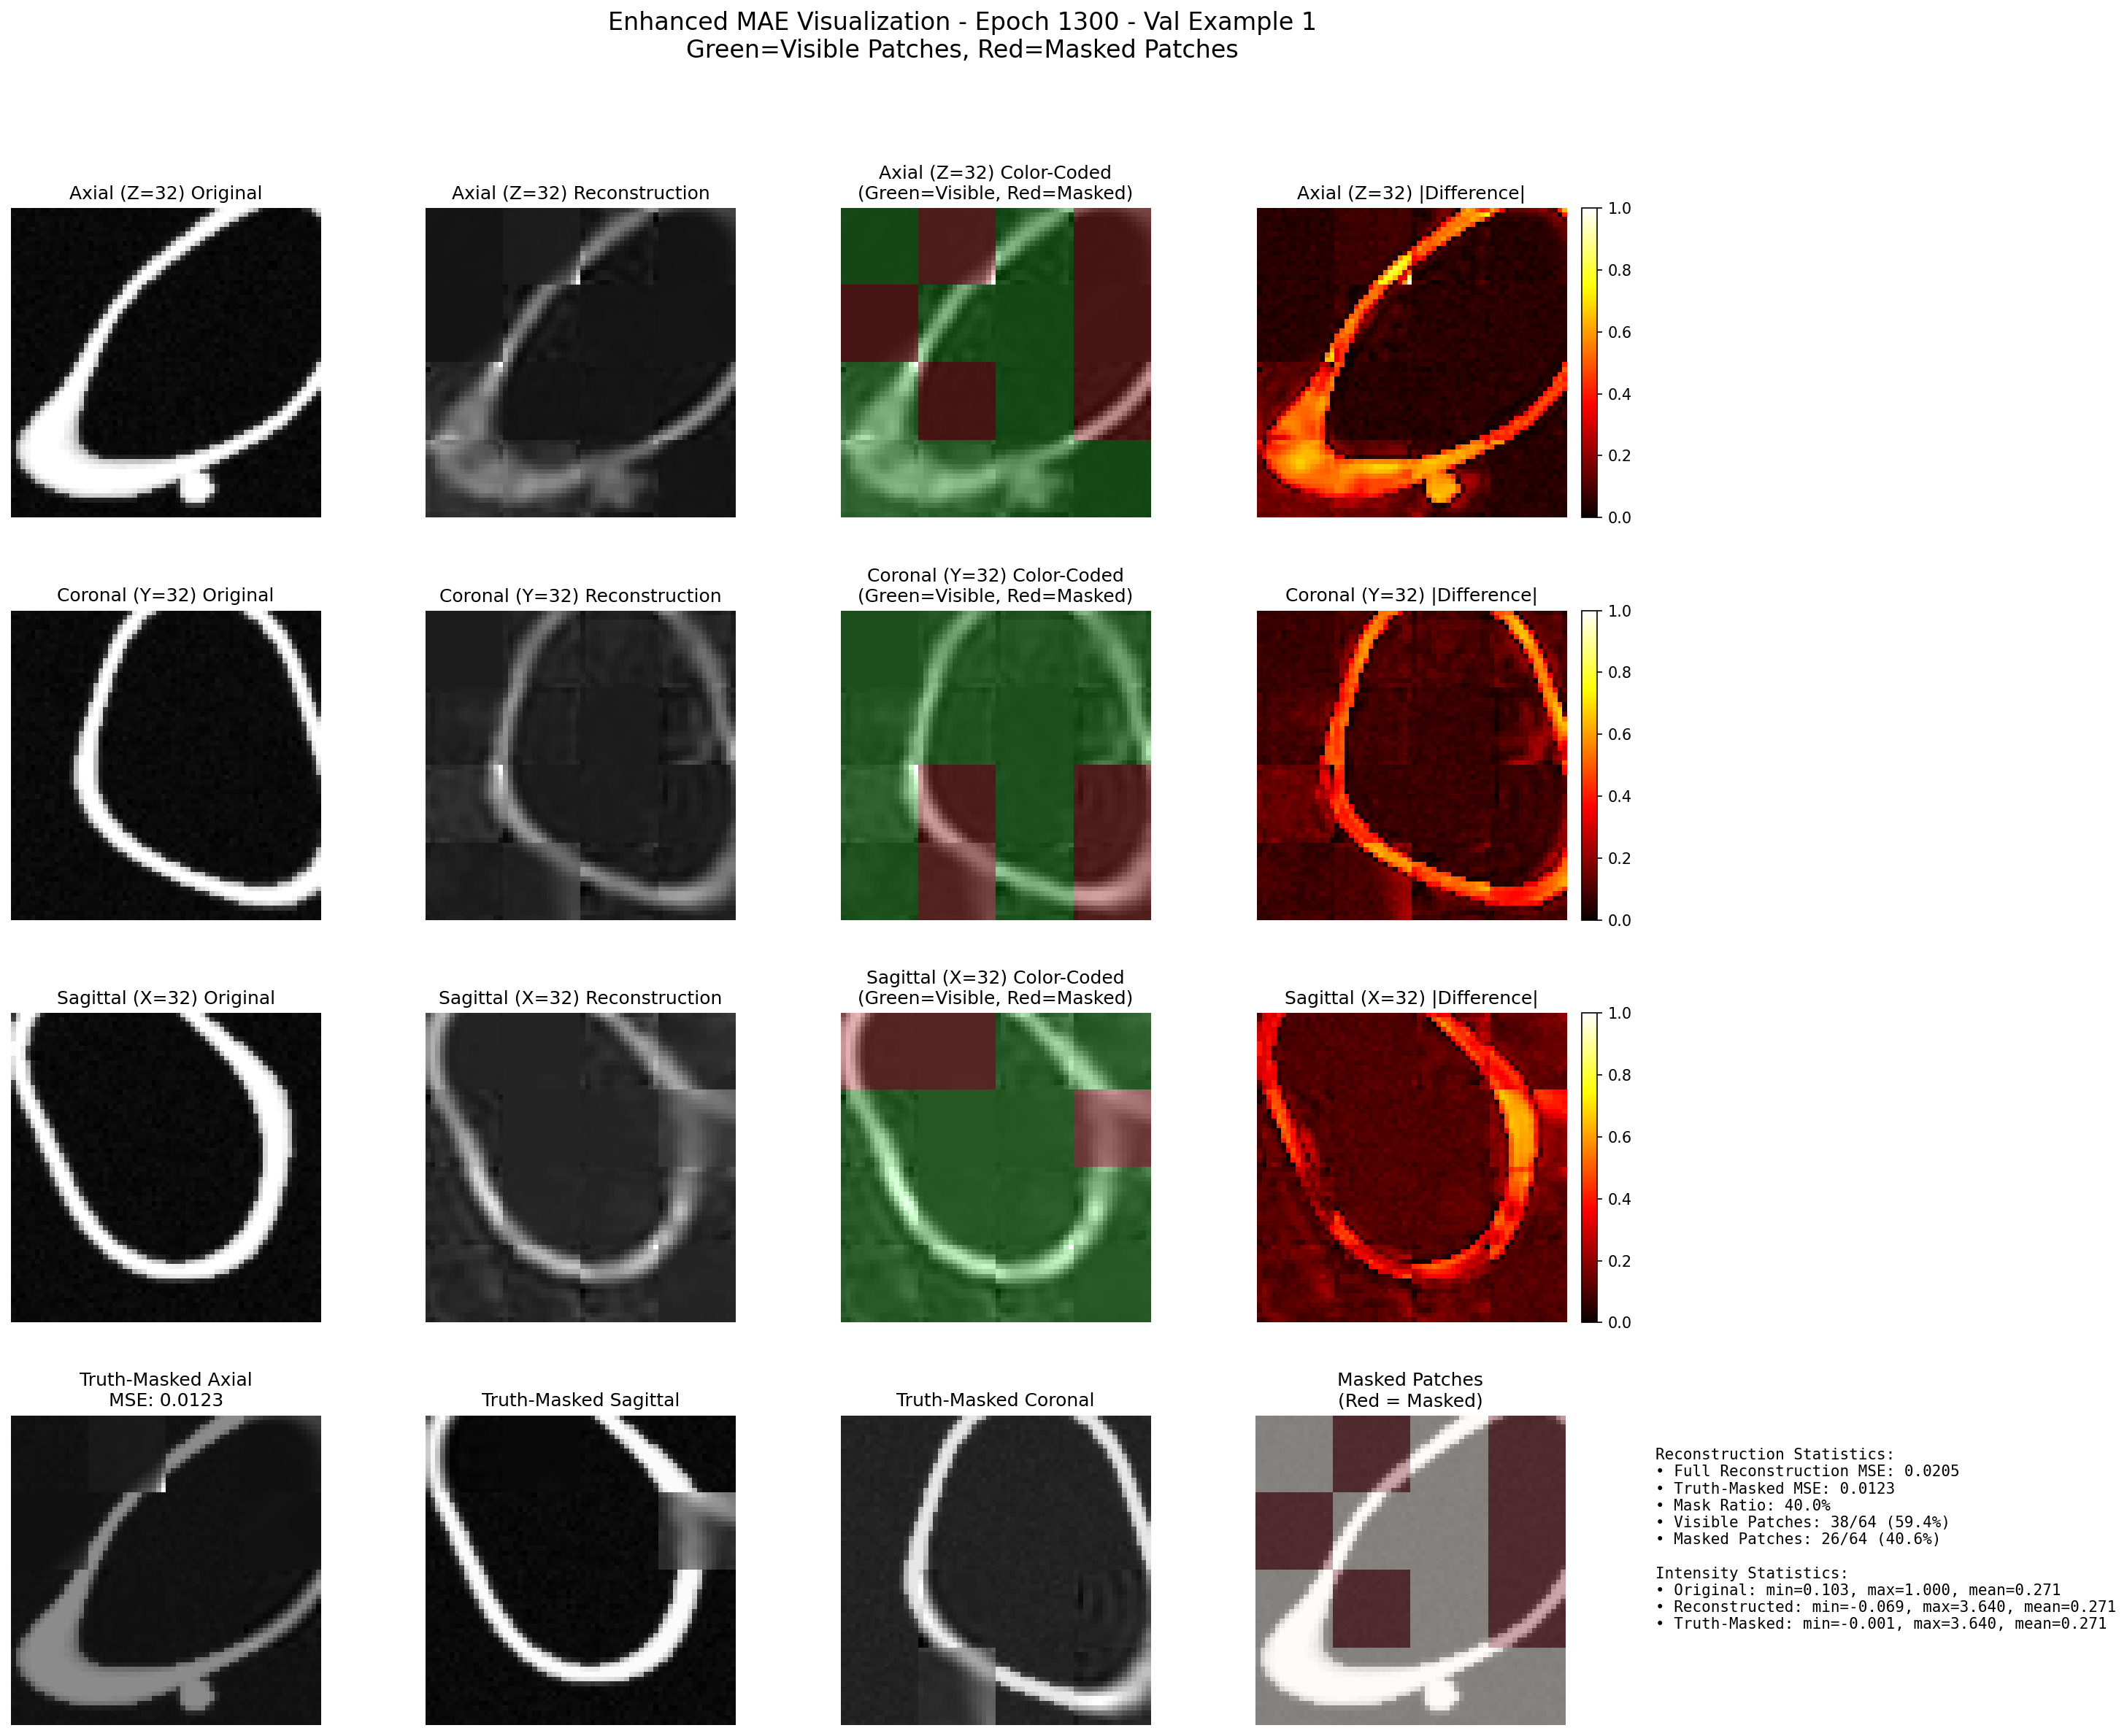 Enhanced MAE Visualization - Epoch 1300 - Val Example 1
Green=Visible Patches, Red=Masked Patches
Axial (Z=32) Original
Axial (Z=32) Reconstruction
Axial (Z=32) Color-Coded
(Green=Visible, Red=Masked)
Axial (Z=32) |Difference|
1.0
0.8
0.6
0.4
0.2
0.0
Coronal (Y=32) Original
Coronal (Y=32) Reconstruction
Coronal (Y=32) Color-Coded
(Green=Visible, Red=Masked)
Coronal (Y=32) |Difference|
1.0
0.8
0.6
0.4
0.2
0.0
Sagittal (X=32) Original
Sagittal (X=32) Reconstruction
Sagittal (X=32) Color-Coded
(Green=Visible, Red=Masked)
Sagittal (X=32) |Difference|
1.0
0.8
0.6
0.4
0.2
0.0
Truth-Masked Axial
MSE: 0.0123
Truth-Masked Sagittal
Truth-Masked Coronal
Masked Patches
(Red = Masked)
Reconstruction Statistics:
• Full Reconstruction MSE: 0.0205
• Truth-Masked MSE: 0.0123
• Mask Ratio: 40.0%
• Visible Patches: 38/64 (59.4%)
• Masked Patches: 26/64 (40.6%)
Intensity Statistics:
• Original: min=0.103, max=1.000, mean=0.271
• Reconstructed: min=-0.069, max=3.640, mean=0.271
• Truth-Masked: min=-0.001, max=3.640, mean=0.271